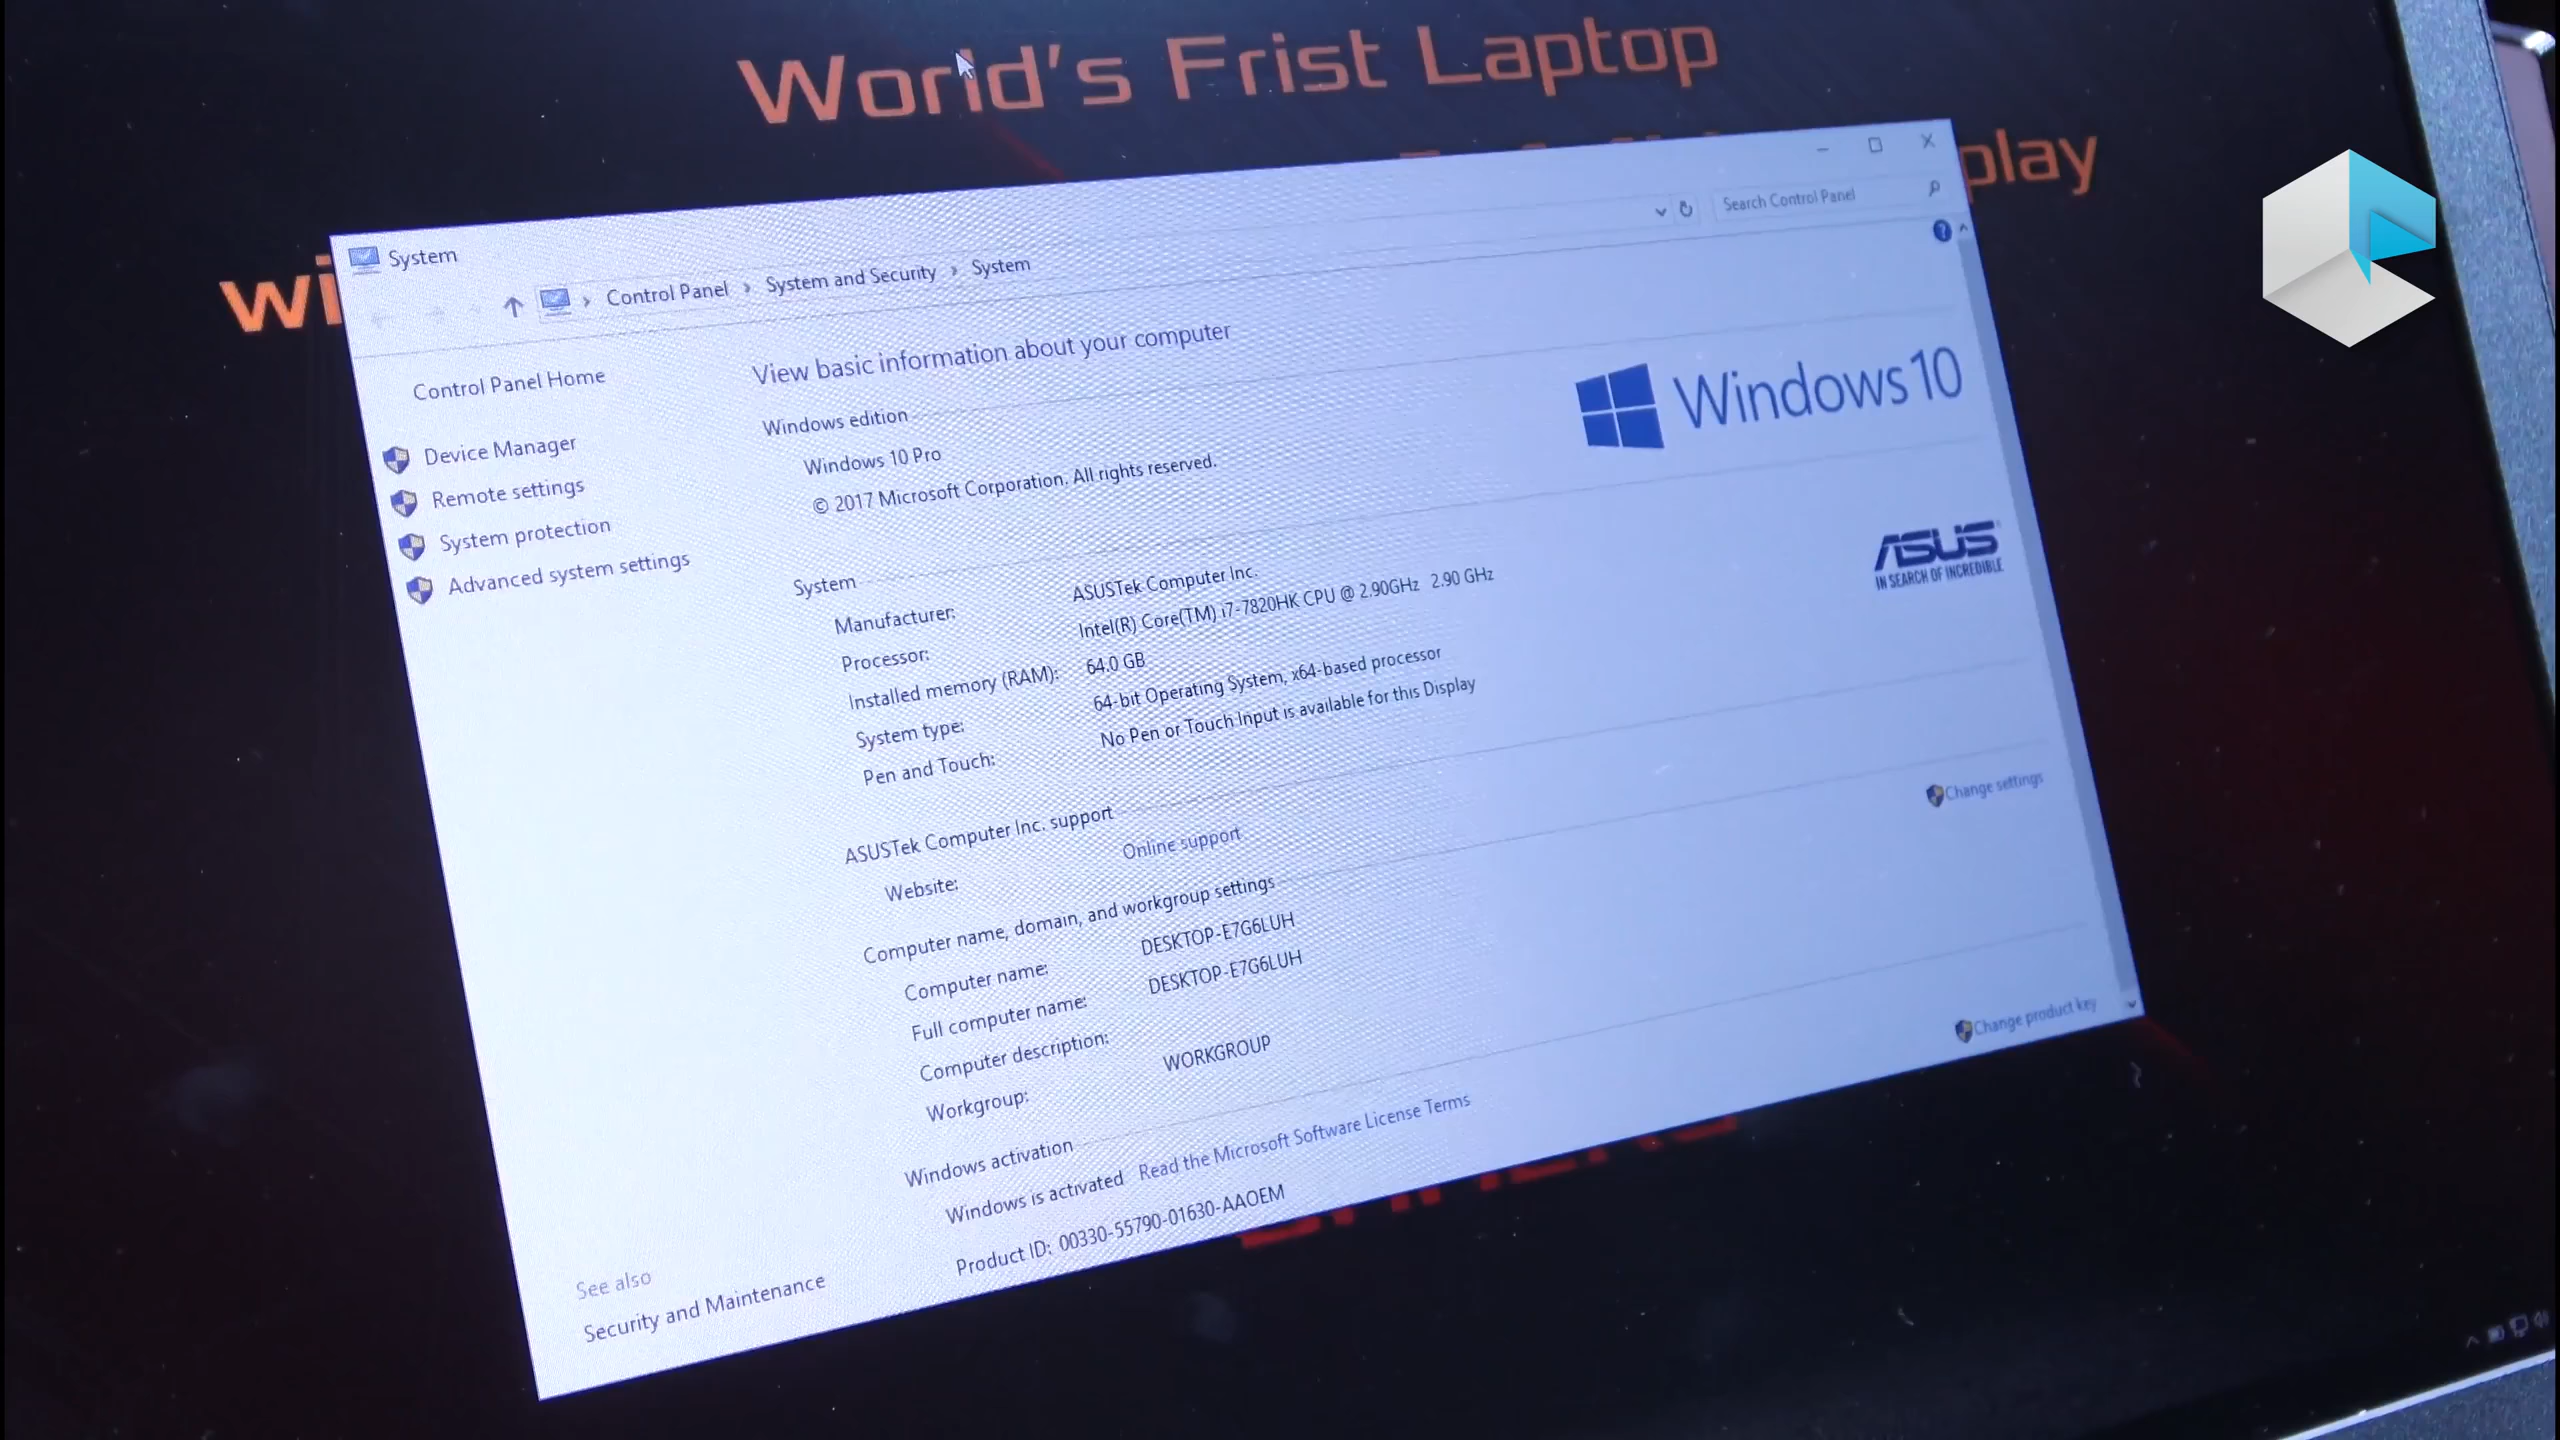 World's Frist Laptop
wi
play
System
Control Panel › System and Security › System
Search Control Panel
Control Panel Home
Device Manager
Remote settings
System protection
Advanced system settings
View basic information about your computer
Windows edition
Windows 10 Pro
© 2017 Microsoft Corporation. All rights reserved.
Windows 10
System
Manufacturer: ASUSTek Computer Inc.
Processor: Intel(R) Core(TM) i7-7820HK CPU @ 2.90GHz 2.90 GHz
Installed memory (RAM): 64.0 GB
System type: 64-bit Operating System, x64-based processor
Pen and Touch: No Pen or Touch Input is available for this Display
ASUS
IN SEARCH OF INCREDIBLE
ASUSTek Computer Inc. support
Website: Online support
Computer name, domain, and workgroup settings
Computer name: DESKTOP-E7G6LUH
Change settings
Full computer name: DESKTOP-E7G6LUH
Computer description:
Workgroup: WORKGROUP
Windows activation
Windows is activated Read the Microsoft Software License Terms
Product ID: 00330-55790-01630-AAOEM
Change product key
See also
Security and Maintenance